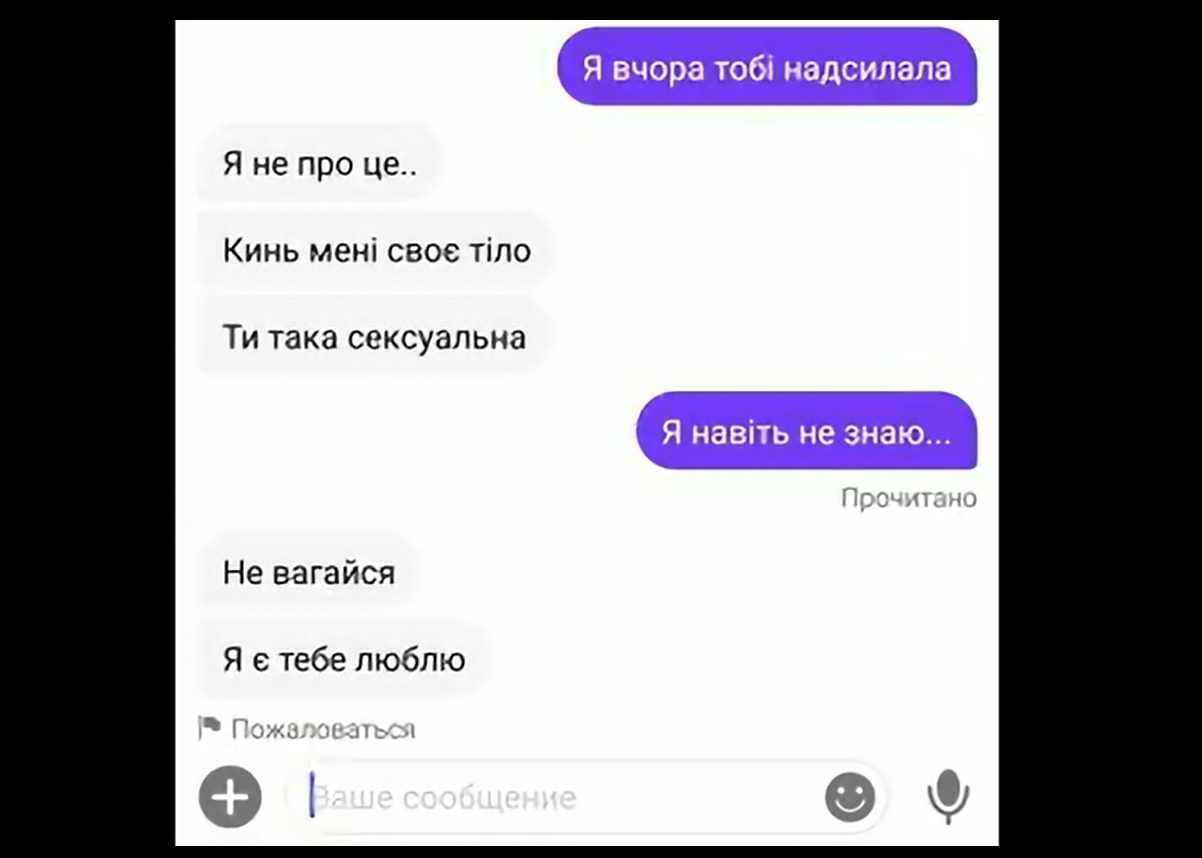 Я вчора тобі надсилала
Я не про це..
Кинь мені своє тіло
Ти така сексуальна
Я навіть не знаю...
Прочитано
Не вагайся
Я є тебе люблю
Пожаловаться
Ваше сообщение